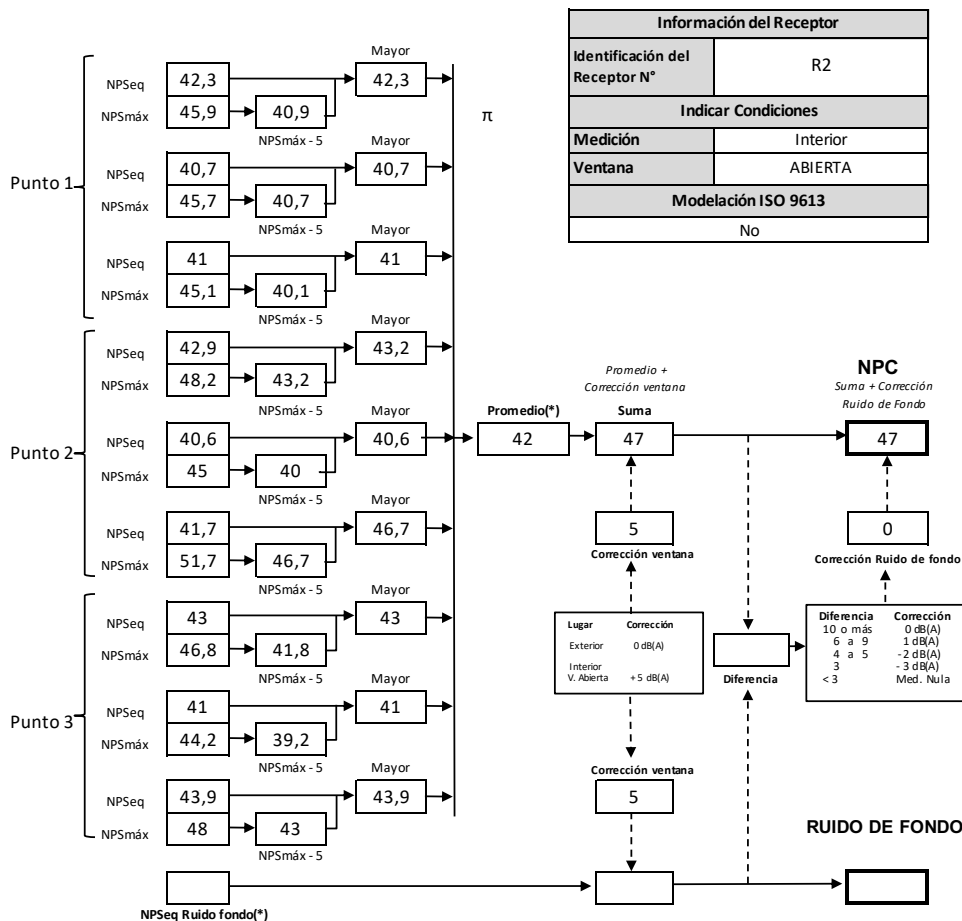 Información del Receptor
Identificación del Receptor N° R2
Indicar Condiciones
Medición Interior
Ventana ABIERTA
Modelación ISO 9613
No
π
Punto 1
Mayor
NPSeq 42,3 42,3
NPSmáx 45,9 40,9
NPSmáx - 5
Mayor
NPSeq 40,7 40,7
NPSmáx 45,7 40,7
NPSmáx - 5
Mayor
NPSeq 41 41
NPSmáx 45,1 40,1
NPSmáx - 5
Punto 2
Mayor
NPSeq 42,9 43,2
NPSmáx 48,2 43,2
NPSmáx - 5
Mayor
NPSeq 40,6 40,6
NPSmáx 45 40
NPSmáx - 5
Mayor
NPSeq 41,7 46,7
NPSmáx 51,7 46,7
NPSmáx - 5
Punto 3
Mayor
NPSeq 43 43
NPSmáx 46,8 41,8
NPSmáx - 5
Mayor
NPSeq 41 41
NPSmáx 44,2 39,2
NPSmáx - 5
Mayor
NPSeq 43,9 43,9
NPSmáx 48 43
NPSmáx - 5
NPSeq Ruido fondo(*)
Promedio(*)
42
Promedio +
Corrección ventana
Suma
47
5
Corrección ventana
Lugar Corrección
Exterior 0 dB(A)
Interior
V. Abierta +5 dB(A)
Corrección ventana
5
Diferencia
NPC
Suma + Corrección
Ruido de Fondo
47
0
Corrección Ruido de fondo
Diferencia Corrección
10 o más 0 dB(A)
6 a 9 1 dB(A)
4 a 5 -2 dB(A)
3 - 3 dB(A)
< 3 Med. Nula
RUIDO DE FONDO